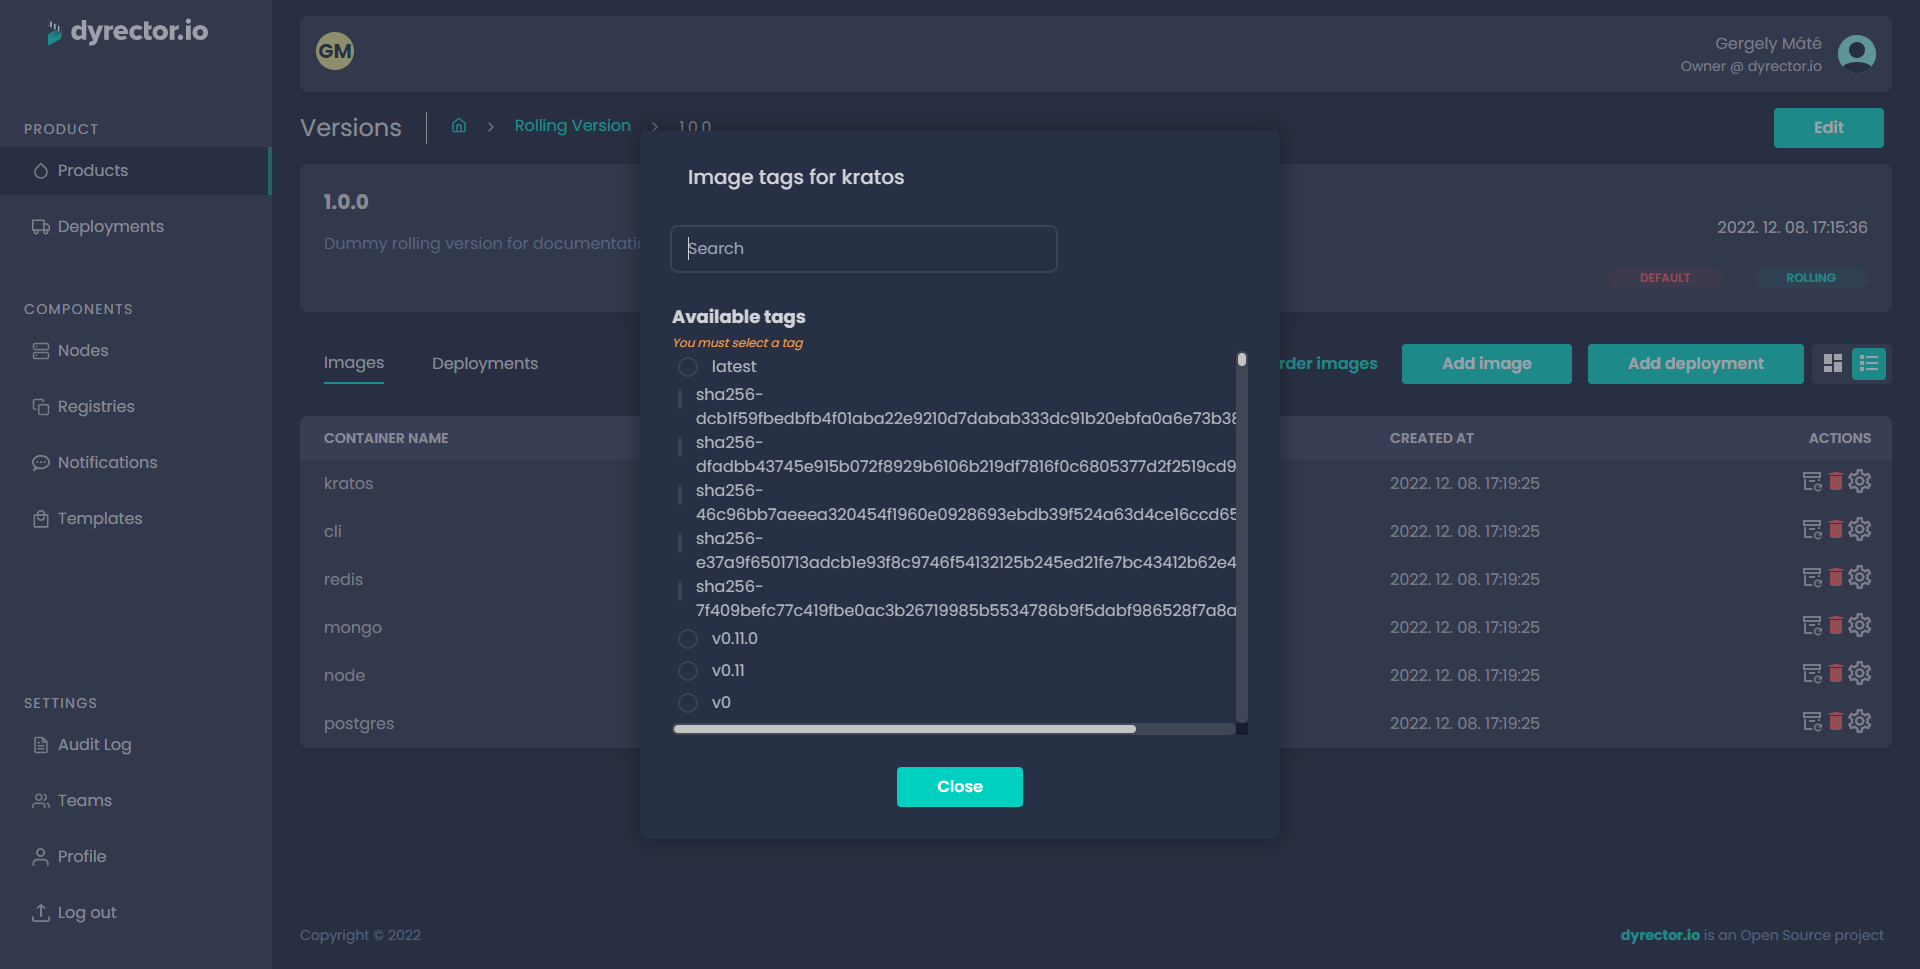 dyrector.io
PRODUCT
Products
Deployments
COMPONENTS
Nodes
Registries
Notifications
Templates
SETTINGS
Audit Log
Teams
Profile
Log out
GM
Gergely Máté
Owner @ dyrector.io
Versions
Rolling Version
1.0.0
Edit
1.0.0
Dummy rolling version for documentatio
2022. 12. 08. 17:15:36
DEFAULT
ROLLING
Images
Deployments
rder images
Add image
Add deployment
CONTAINER NAME
CREATED AT
ACTIONS
kratos
2022. 12. 08. 17:19:25
cli
2022. 12. 08. 17:19:25
redis
2022. 12. 08. 17:19:25
mongo
2022. 12. 08. 17:19:25
node
2022. 12. 08. 17:19:25
postgres
2022. 12. 08. 17:19:25
Image tags for kratos
Search
Available tags
You must select a tag
latest
sha256-
dcb1f59fbedbfb4f01aba22e9210d7dabab333dc91b20ebfa0a6e73b38
sha256-
dfadbb43745e915b072f8929b6106b219df7816f0c6805377d2f2519cd9
sha256-
46c96bb7aeeea320454f1960e0928693ebdb39f524a63d4ce16ccd65
sha256-
e37a9f6501713adcb1e93f8c9746f54132125b245ed21fe7bc43412b62e4
sha256-
7f409befc77c419fbe0ac3b26719985b5534786b9f5dabf986528f7a8a
v0.11.0
v0.11
v0
Close
Copyright © 2022
dyrector.io is an Open Source project